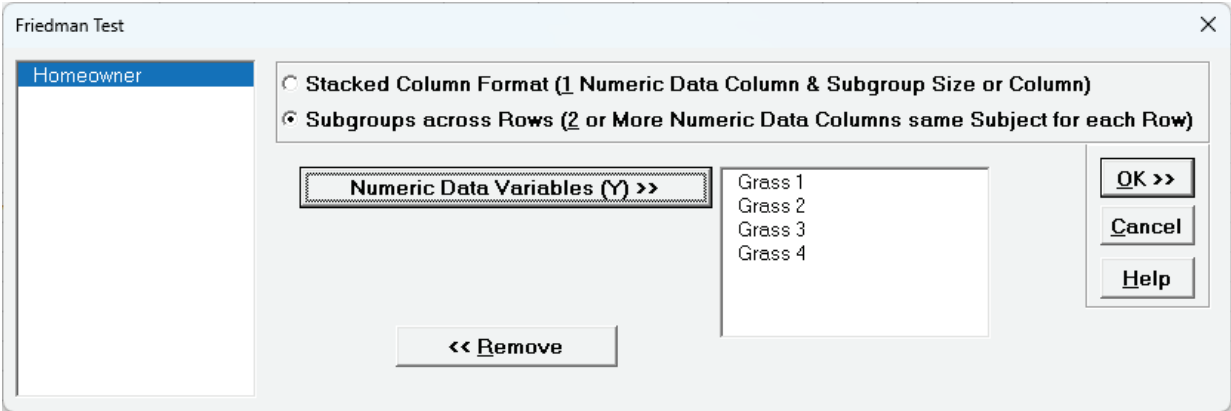 Friedman Test
Homeowner
Stacked Column Format (1 Numeric Data Column & Subgroup Size or Column)
Subgroups across Rows (2 or More Numeric Data Columns same Subject for each Row)
Numeric Data Variables (Y) >>
Grass 1
Grass 2
Grass 3
Grass 4
OK >>
Cancel
Help
<< Remove